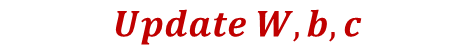 Update W, b, c